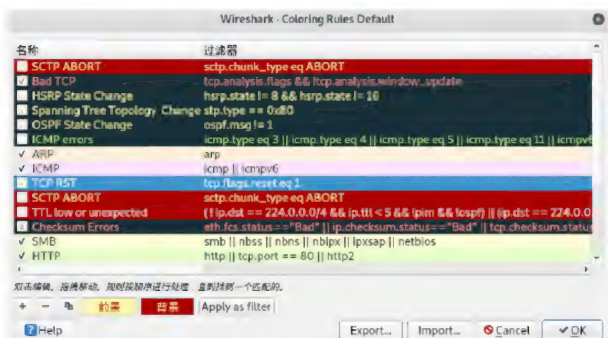 Wireshark · Coloring Rules Default
名称 过滤器
SCTP ABORT sctp.chunk_type eq ABORT
Bad TCP tcp.analysis.flags && !tcp.analysis.window_update
HSRP State Change hsrp.state != 8 && hsrp.state != 16
Spanning Tree Topology Change stp.type == 0x80
OSPF State Change ospf.msg != 1
ICMP errors icmp.type eq 3 || icmp.type eq 4 || icmp.type eq 5 || icmp.type eq 11 || icmpv6
ARP arp
ICMP icmp || icmpv6
TCP RST tcp.flags.reset eq 1
SCTP ABORT sctp.chunk_type eq ABORT
TTL low or unexpected (! ip.dst == 224.0.0.0/4 && ip.ttl < 5 && !pim && !ospf) || (ip.dst == 224.0.0
Checksum Errors eth.fcs.status=="Bad" || ip.checksum.status=="Bad" || tcp.checksum.status
SMB smb || nbss || nbns || nbipx || ipxsap || netbios
HTTP http || tcp.port == 80 || http2
双击编辑。拖拽移动。规则按顺序进行处理，直到找到一个匹配的。
前景 背景 Apply as filter
Help Export... Import... Cancel OK